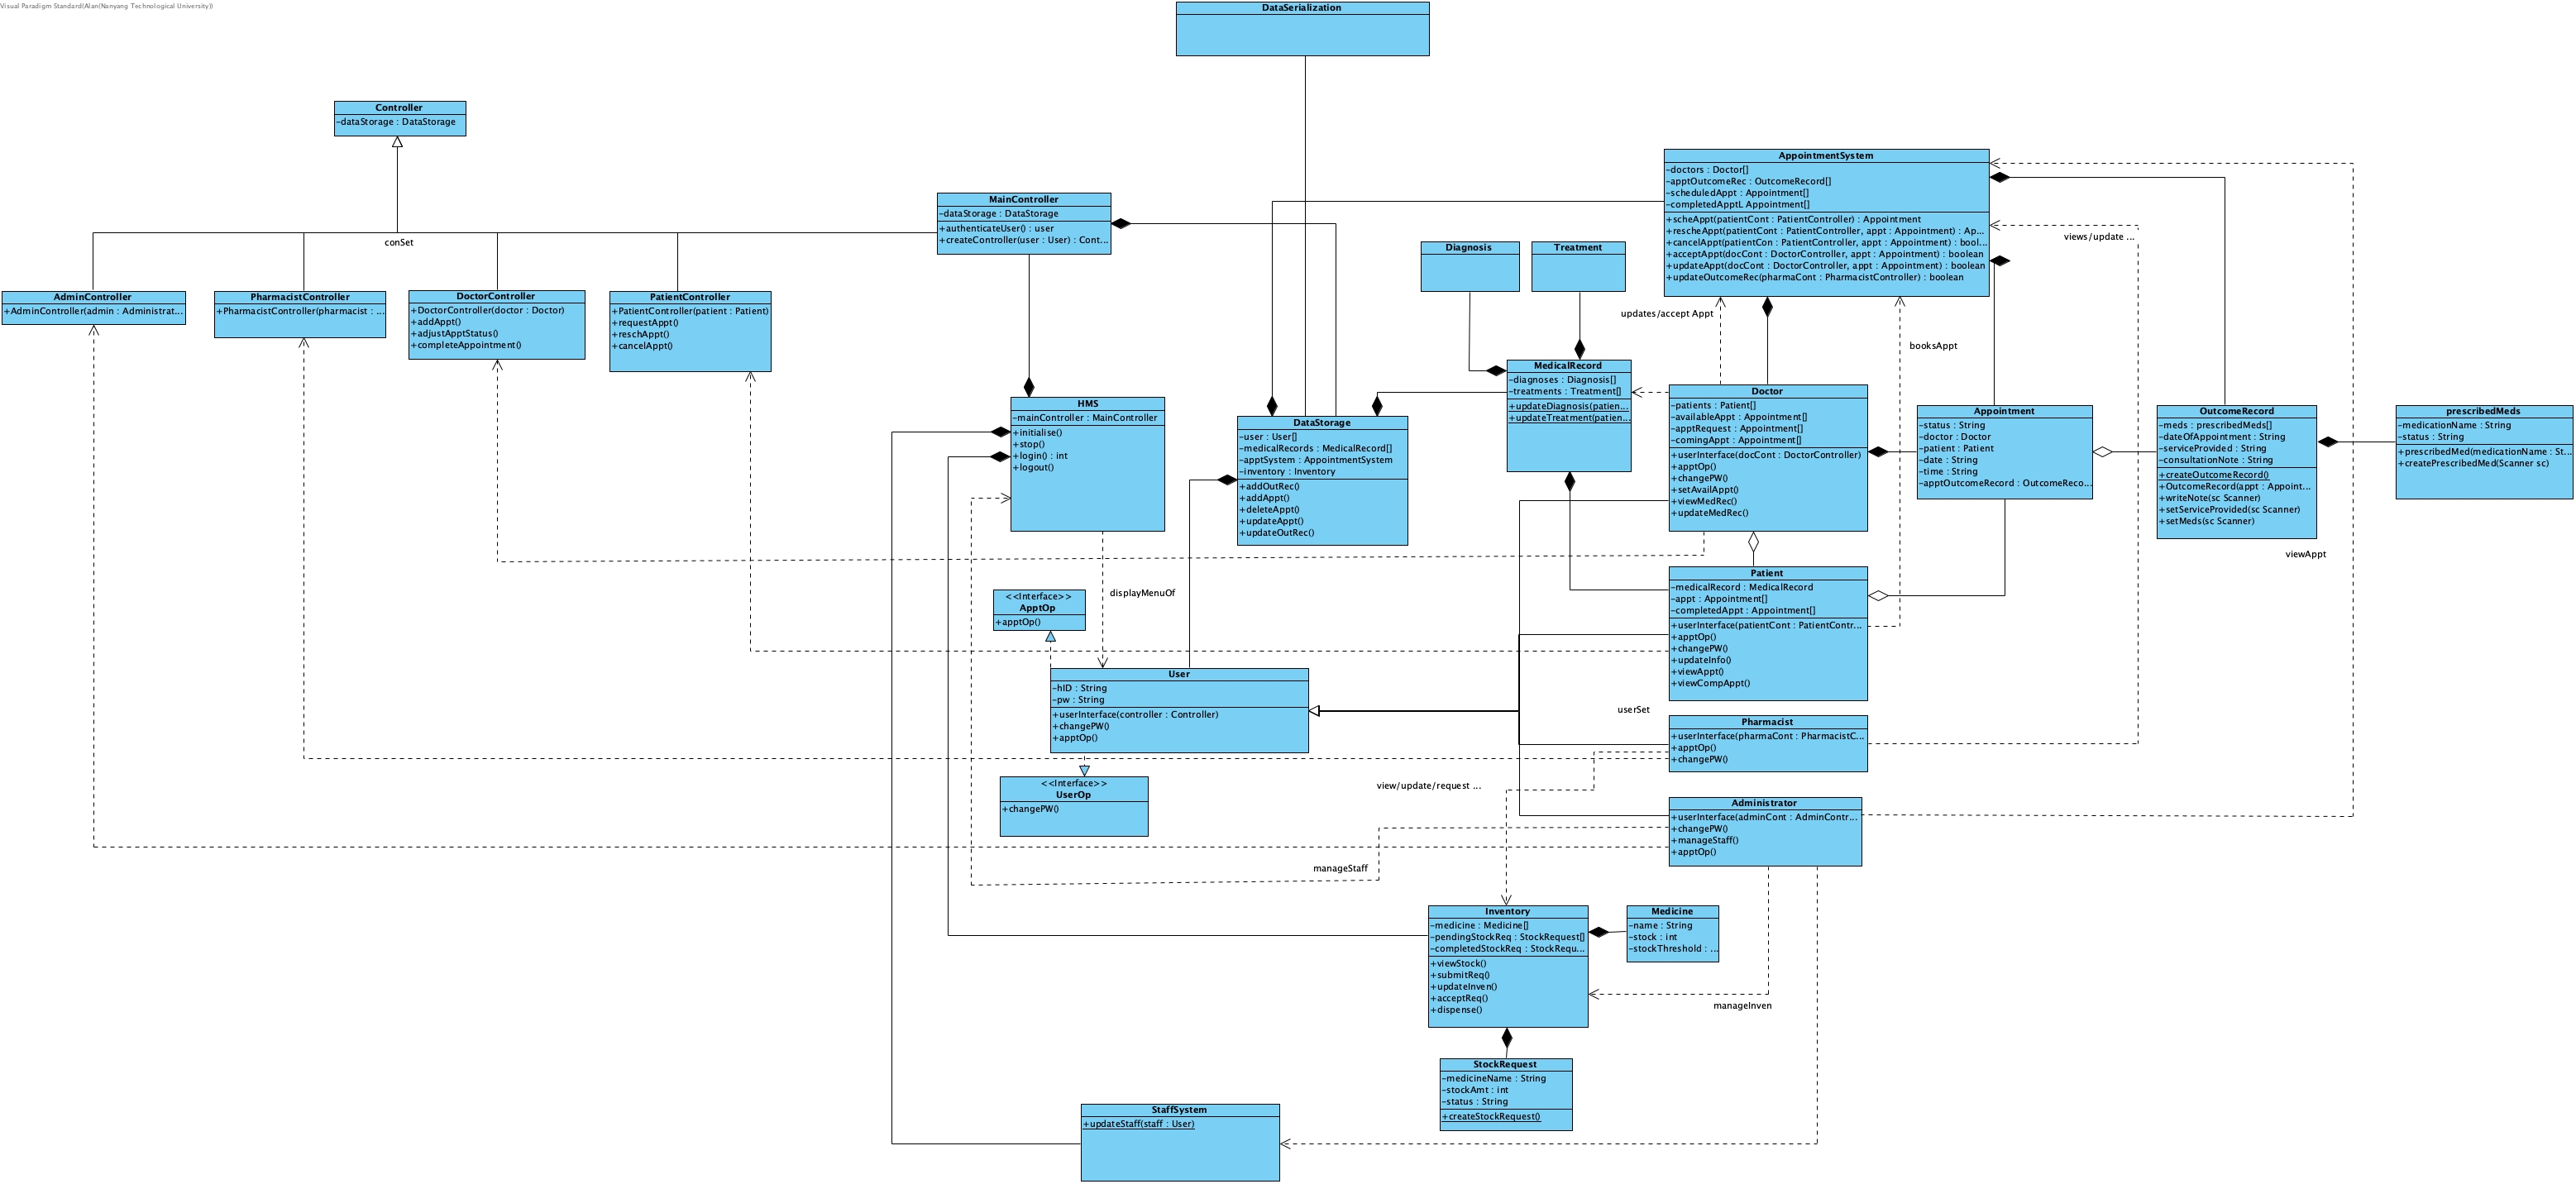 Visual Paradigm Standard(Alan(Nanyang Technological University))
DataSerialization
Controller
-dataStorage : DataStorage
conSet
MainController
-dataStorage : DataStorage
+authenticateUser() : user
+createController(user : User) : Cont...
AppointmentSystem
-doctors : Doctor[]
-apptOutcomeRec : OutcomeRecord[]
-scheduledAppt : Appointment[]
-completedApptL Appointment[]
+scheAppt(patientCont : PatientController) : Appointment
+rescheAppt(patientCont : PatientController, appt : Appointment) : Ap...
+cancelAppt(patientCon : PatientController, appt : Appointment) : bool...
+acceptAppt(docCont : DoctorController, appt : Appointment) : boolean
+updateAppt(docCont : DoctorController, appt : Appointment) : boolean
+updateOutcomeRec(pharmaCont : PharmacistController) : boolean
views/update ...
Diagnosis
Treatment
AdminController
+AdminController(admin : Administrat...
PharmacistController
+PharmacistController(pharmacist : ...
DoctorController
+DoctorController(doctor : Doctor)
+addAppt()
+adjustApptStatus()
+completeAppointment()
PatientController
+PatientController(patient : Patient)
+requestAppt()
+reschAppt()
+cancelAppt()
updates/accept Appt
booksAppt
MedicalRecord
-diagnoses : Diagnosis[]
-treatments : Treatment[]
+updateDiagnosis(patien...
+updateTreatment(patien...
HMS
-mainController : MainController
+initialise()
+stop()
+login() : int
+logout()
DataStorage
-user : User[]
-medicalRecords : MedicalRecord[]
-apptSystem : AppointmentSystem
-inventory : Inventory
+addOutRec()
+addAppt()
+deleteAppt()
+updateAppt()
+updateOutRec()
Doctor
-patients : Patient[]
-availableAppt : Appointment[]
-apptRequest : Appointment[]
-comingAppt : Appointment[]
+userInterface(docCont : DoctorController)
+apptOp()
+changePW()
+setAvailAppt()
+viewMedRec()
+updateMedRec()
Appointment
-status : String
-doctor : Doctor
-patient : Patient
-date : String
-time : String
-apptOutcomeRecord : OutcomeReco...
OutcomeRecord
-meds : prescribedMeds[]
-dateOfAppointment : String
-serviceProvided : String
-consultationNote : String
+createOutcomeRecord()
+OutcomeRecord(appt : Appoint...
+writeNote(sc Scanner)
+setServiceProvided(sc Scanner)
+setMeds(sc Scanner)
prescribedMeds
-medicationName : String
-status : String
+prescribedMed(medicationName : St...
+createPrescribedMed(Scanner sc)
viewAppt
<<Interface>>
ApptOp
+apptOp()
displayMenuOf
Patient
-medicalRecord : MedicalRecord
-appt : Appointment[]
-completedAppt : Appointment[]
+userInterface(patientCont : PatientContr...
+apptOp()
+changePW()
+updateInfo()
+viewAppt()
+viewCompAppt()
User
-hID : String
-pw : String
+userInterface(controller : Controller)
+changePW()
+apptOp()
userSet
Pharmacist
+userInterface(pharmaCont : PharmacistC...
+apptOp()
+changePW()
<<Interface>>
UserOp
+changePW()
view/update/request ...
Administrator
+userInterface(adminCont : AdminContr...
+changePW()
+manageStaff()
+apptOp()
manageStaff
Inventory
-medicine : Medicine[]
-pendingStockReq : StockRequest[]
-completedStockReq : StockRequ...
+viewStock()
+submitReq()
+updateInven()
+acceptReq()
+dispense()
Medicine
-name : String
-stock : int
-stockThreshold : ...
manageInven
StockRequest
-medicineName : String
-stockAmt : int
-status : String
+createStockRequest()
StaffSystem
+updateStaff(staff : User)